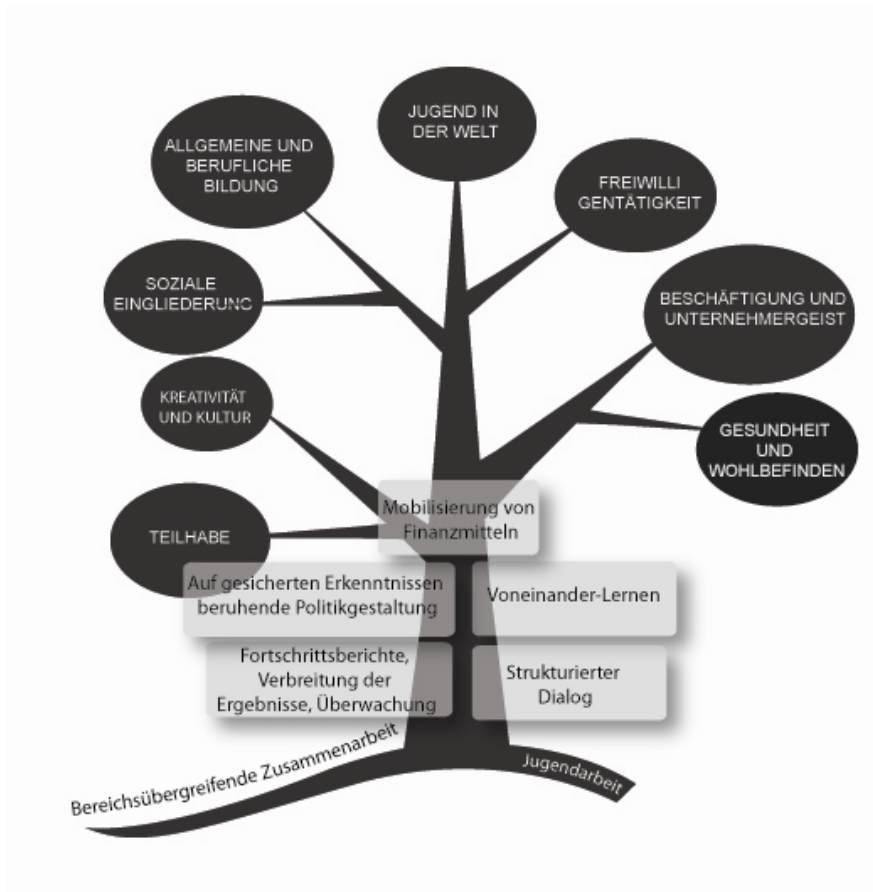 JUGEND IN
DER WELT
ALLGEMEINE UND
BERUFLICHE
BILDUNG
FREIWILLI
GENTÄTIGKEIT
SOZIALE
EINGLIEDERUNG
BESCHÄFTIGUNG UND
UNTERNEHMERGEIST
KREATIVITÄT
UND KULTUR
GESUNDHEIT
UND
WOHLBEFINDEN
TEILHABE
Mobilisierung von
Finanzmitteln
Auf gesicherten Erkenntnissen
beruhende Politikgestaltung
Voneinander-Lernen
Fortschrittsberichte,
Verbreitung der
Ergebnisse, Überwachung
Strukturierter
Dialog
Bereichsübergreifende Zusammenarbeit
Jugendarbeit